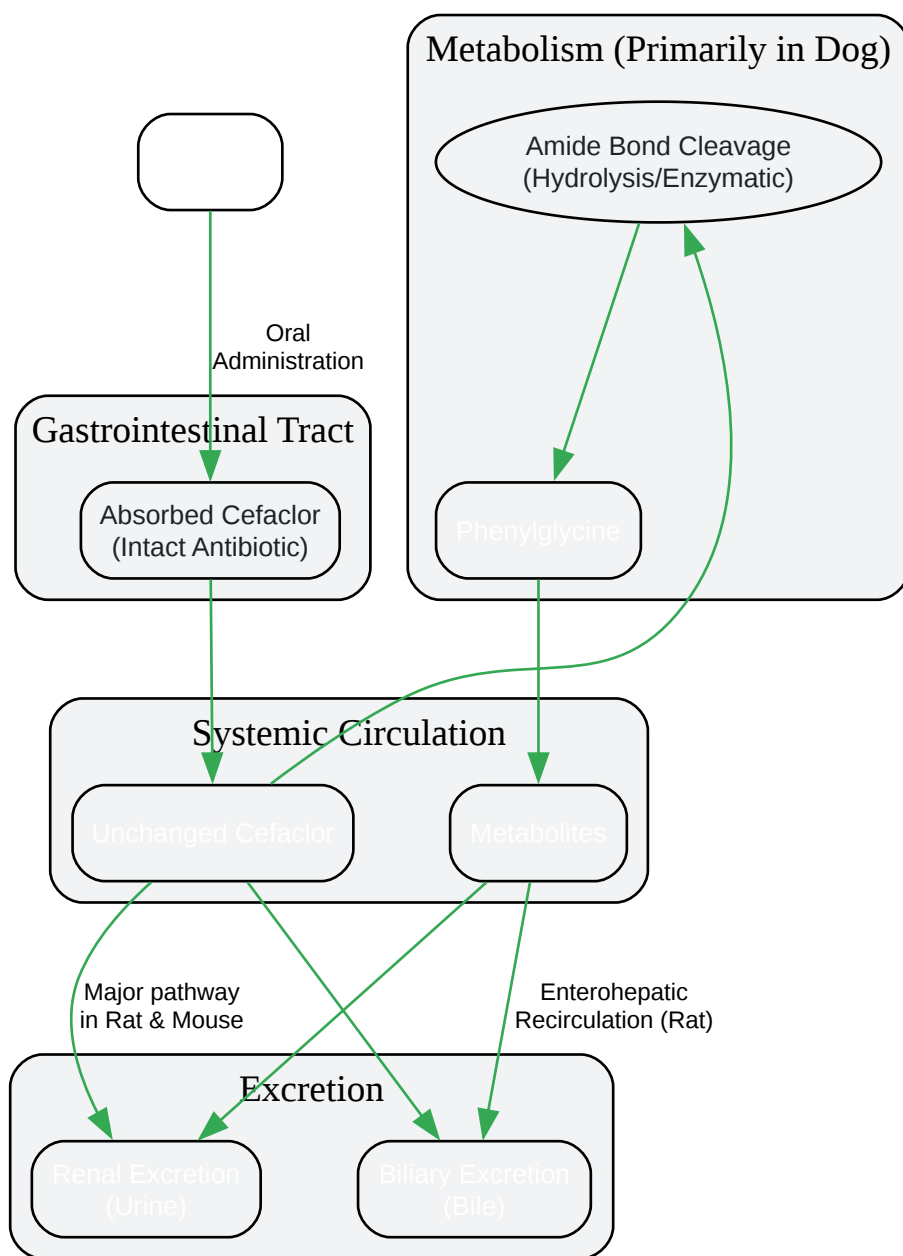 Metabolism (Primarily in Dog)
Amide Bond Cleavage
(Hydrolysis/Enzymatic)
Oral
Administration
Gastrointestinal Tract
Absorbed Cefaclor
(Intact Antibiotic)
Phenylglycine
Systemic Circulation
Unchanged Cefaclor
Metabolites
Major pathway
in Rat & Mouse
Enterohepatic
Recirculation (Rat)
Excretion
Renal Excretion
(Urine)
Biliary Excretion
(Bile)